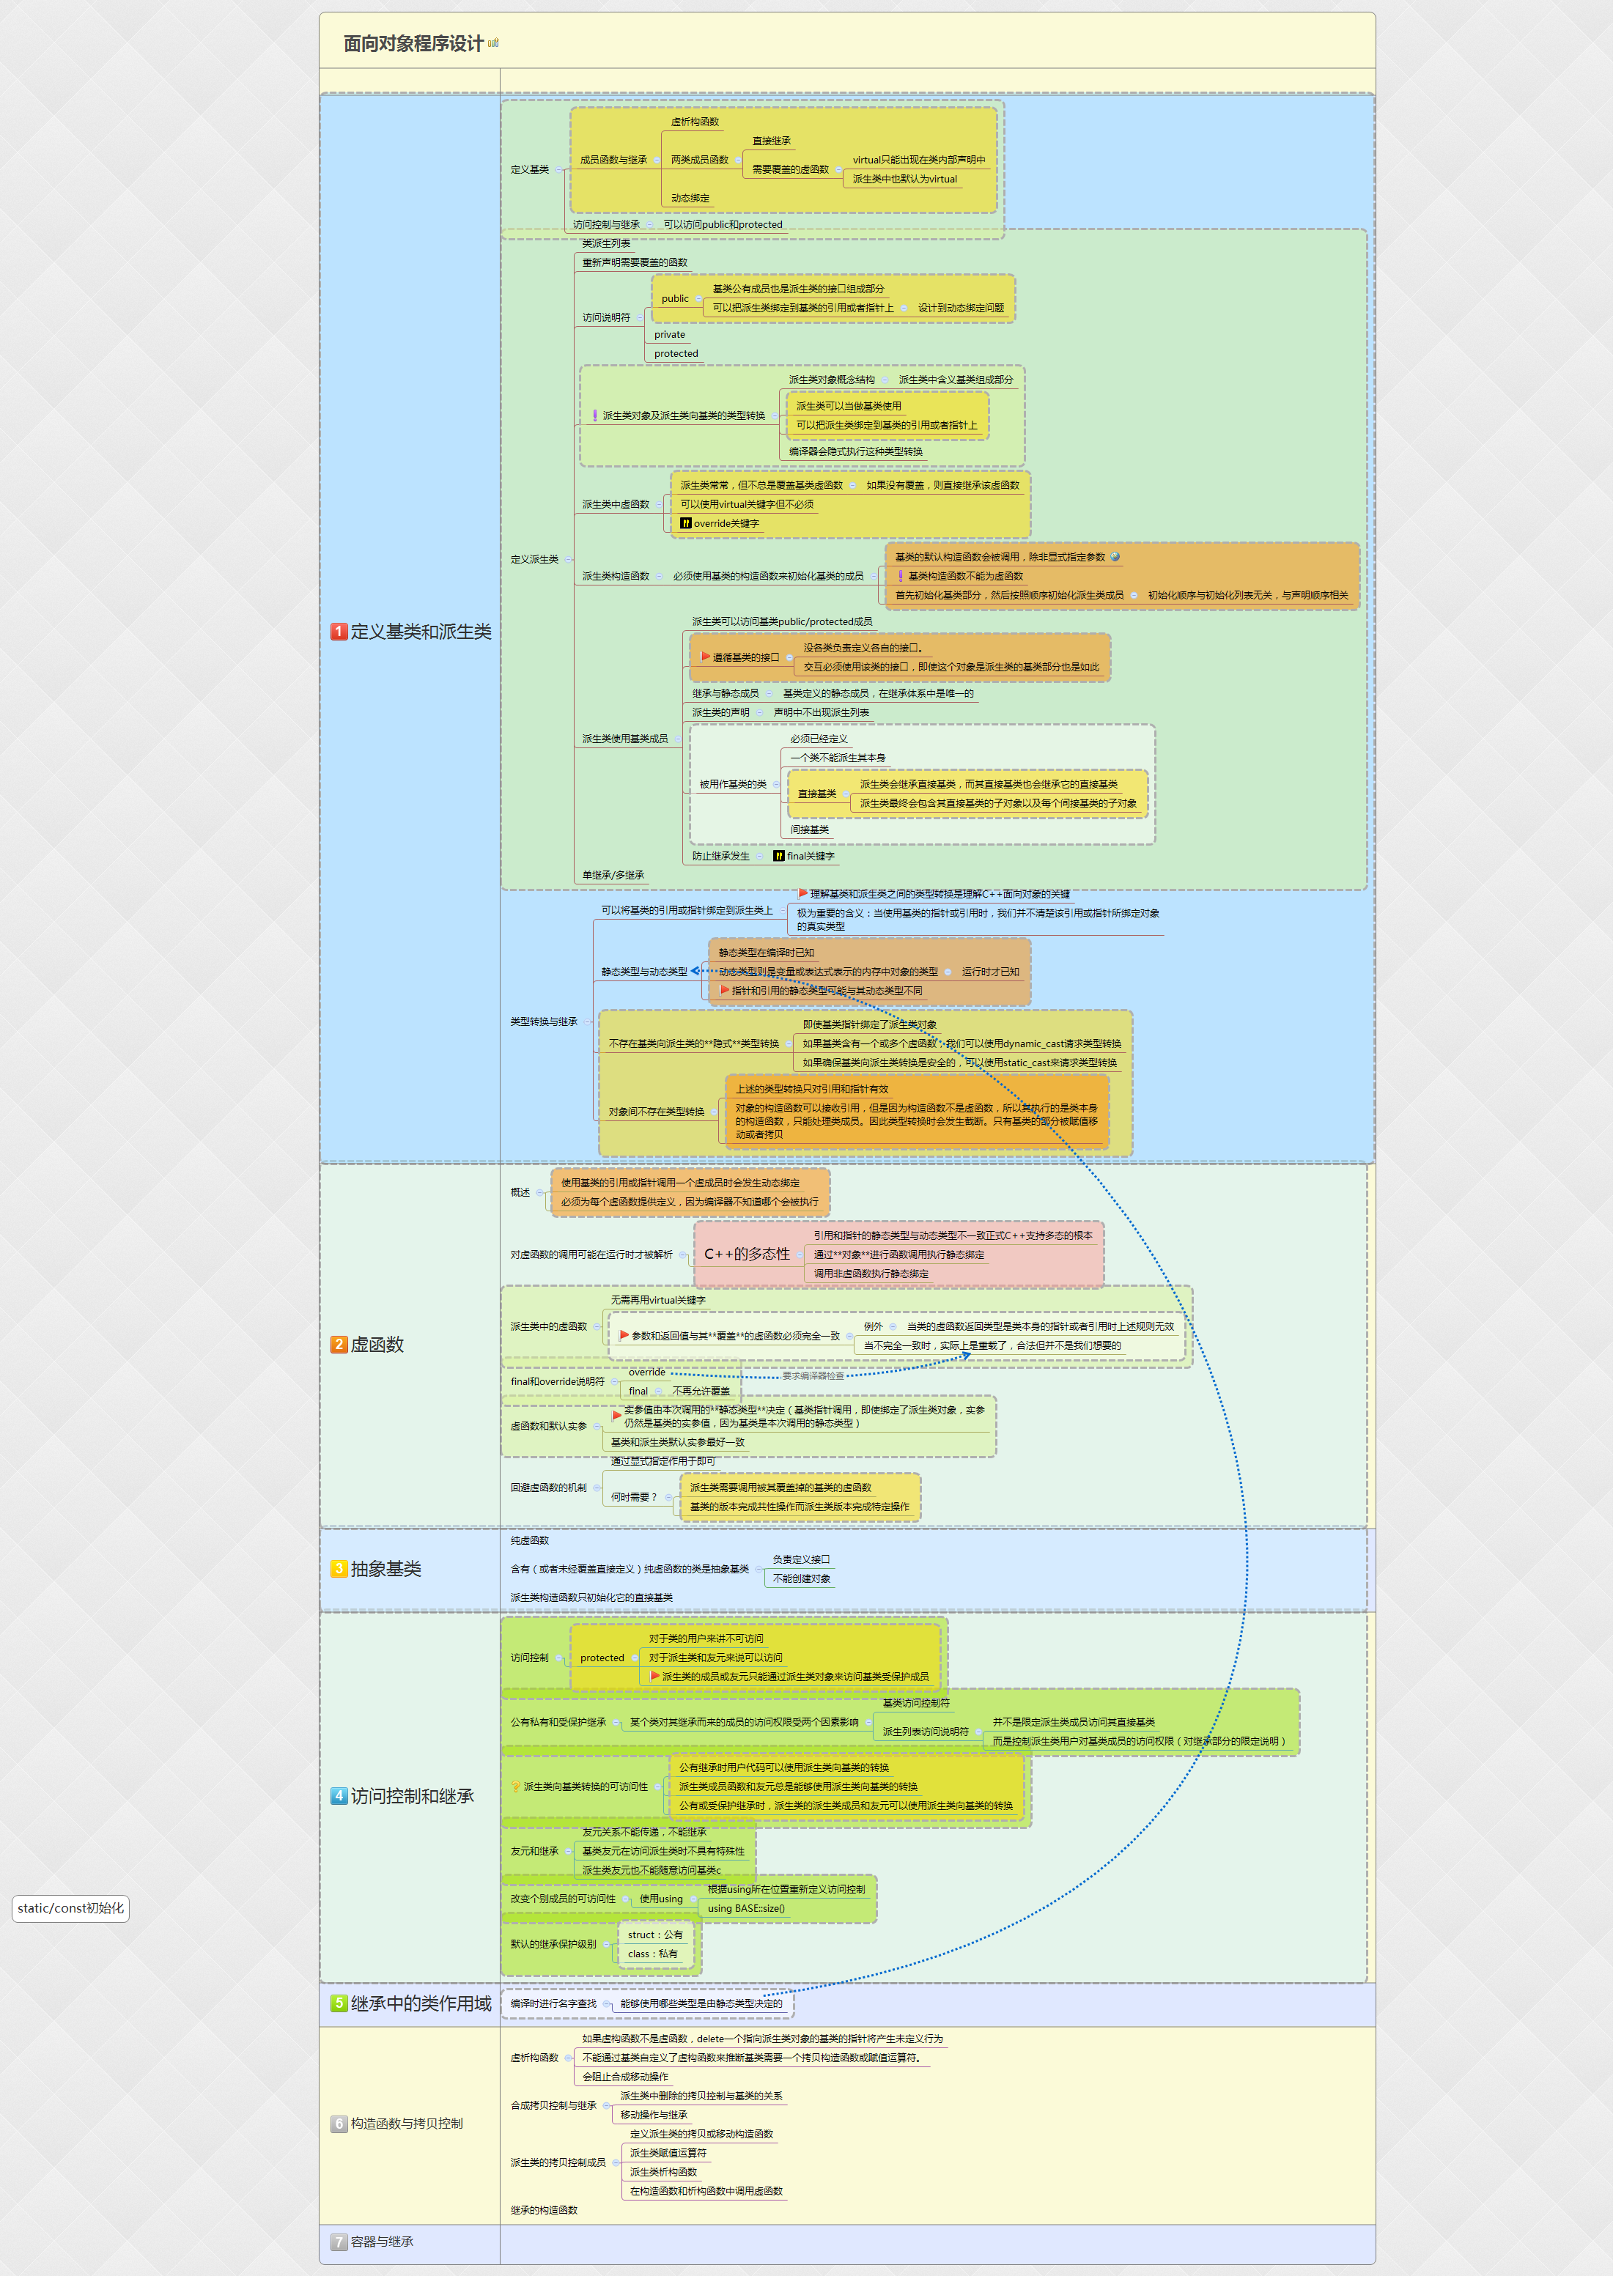 面向对象程序设计
1 定义基类和派生类
定义基类
成员函数与继承
虚析构函数
两类成员函数
直接继承
需要覆盖的虚函数
virtual只能出现在类内部声明中
派生类中也默认为virtual
动态绑定
访问控制与继承
可以访问public和protected
定义派生类
类派生列表
重新声明需要覆盖的函数
访问说明符
public
基类公有成员也是派生类的接口组成部分
可以把派生类绑定到基类的引用或者指针上
设计到动态绑定问题
private
protected
派生类对象及派生类向基类的类型转换
派生类对象概念结构
派生类中含义基类组成部分
派生类可以当做基类使用
可以把派生类绑定到基类的引用或者指针上
编译器会隐式执行这种类型转换
派生类中虚函数
派生类常常，但不总是覆盖基类虚函数
如果没有覆盖，则直接继承该虚函数
可以使用virtual关键字但不必须
override关键字
派生类构造函数
必须使用基类的构造函数来初始化基类的成员
基类的默认构造函数会被调用，除非显式指定参数
基类构造函数不能为虚函数
首先初始化基类部分，然后按照顺序初始化派生类成员
初始化顺序与初始化列表无关，与声明顺序相关
派生类使用基类成员
派生类可以访问基类public/protected成员
遵循基类的接口
没各类负责定义各自的接口。
交互必须使用该类的接口，即使这个对象是派生类的基类部分也是如此
继承与静态成员
基类定义的静态成员，在继承体系中是唯一的
派生类的声明
声明中不出现派生列表
被用作基类的类
必须已经定义
一个类不能派生其本身
直接基类
派生类会继承直接基类，而其直接基类也会继承它的直接基类
派生类最终会包含其直接基类的子对象以及每个间接基类的子对象
间接基类
防止继承发生
final关键字
单继承/多继承
类型转换与继承
可以将基类的引用或指针绑定到派生类上
理解基类和派生类之间的类型转换是理解C++面向对象的关键
极为重要的含义：当使用基类的指针或引用时，我们并不清楚该引用或指针所绑定对象
的真实类型
静态类型与动态类型
静态类型在编译时已知
动态类型则是变量或表达式表示的内存中对象的类型
运行时才已知
指针和引用的静态类型可能与其动态类型不同
不存在基类向派生类的**隐式**类型转换
即使基类指针绑定了派生类对象
如果基类含有一个或多个虚函数，我们可以使用dynamic_cast请求类型转换
如果确保基类向派生类转换是安全的，可以使用static_cast来请求类型转换
对象间不存在类型转换
上述的类型转换只对引用和指针有效
对象的构造函数可以接收引用，但是因为构造函数不是虚函数，所以其执行的是类本身
的构造函数，只能处理类成员。因此类型转换时会发生截断。只有基类的部分被赋值移
动或者拷贝
2 虚函数
概述
使用基类的引用或指针调用一个虚成员时会发生动态绑定
必须为每个虚函数提供定义，因为编译器不知道哪个会被执行
对虚函数的调用可能在运行时才被解析
C++的多态性
引用和指针的静态类型与动态类型不一致正式C++支持多态的根本
通过**对象**进行函数调用执行静态绑定
调用非虚函数执行静态绑定
派生类中的虚函数
无需再用virtual关键字
参数和返回值与其**覆盖**的虚函数必须完全一致
例外
当类的虚函数返回类型是类本身的指针或者引用时上述规则无效
当不完全一致时，实际上是重载了，合法但并不是我们想要的
final和override说明符
override
要求编译器检查
final
不再允许覆盖
虚函数和默认实参
实参值由本次调用的**静态类型**决定（基类指针调用，即使绑定了派生类对象，实参
仍然是基类的实参值，因为基类是本次调用的静态类型）
基类和派生类默认实参最好一致
回避虚函数的机制
通过显式指定作用于即可
何时需要？
派生类需要调用被其覆盖掉的基类的虚函数
基类的版本完成共性操作而派生类版本完成特定操作
3 抽象基类
纯虚函数
含有（或者未经覆盖直接定义）纯虚函数的类是抽象基类
负责定义接口
不能创建对象
派生类构造函数只初始化它的直接基类
4 访问控制和继承
访问控制
protected
对于类的用户来讲不可访问
对于派生类和友元来说可以访问
派生类的成员或友元只能通过派生类对象来访问基类受保护成员
公有私有和受保护继承
某个类对其继承而来的成员的访问权限受两个因素影响
基类访问控制符
派生列表访问说明符
并不是限定派生类成员访问其直接基类
而是控制派生类用户对基类成员的访问权限（对继承部分的限定说明）
派生类向基类转换的可访问性
公有继承时用户代码可以使用派生类向基类的转换
派生类成员函数和友元总是能够使用派生类向基类的转换
公有或受保护继承时，派生类的派生类成员和友元可以使用派生类向基类的转换
友元和继承
友元关系不能传递，不能继承
基类友元在访问派生类时不具有特殊性
派生类友元也不能随意访问基类c
改变个别成员的可访问性
使用using
根据using所在位置重新定义访问控制
using BASE::size()
默认的继承保护级别
struct：公有
class：私有
static/const初始化
5 继承中的类作用域
编译时进行名字查找
能够使用哪些类型是由静态类型决定的
6 构造函数与拷贝控制
虚析构函数
如果虚构函数不是虚函数，delete一个指向派生类对象的基类的指针将产生未定义行为
不能通过基类自定义了虚构函数来推断基类需要一个拷贝构造函数或赋值运算符。
会阻止合成移动操作
合成拷贝控制与继承
派生类中删除的拷贝控制与基类的关系
移动操作与继承
派生类的拷贝控制成员
定义派生类的拷贝或移动构造函数
派生类赋值运算符
派生类析构函数
在构造函数和析构函数中调用虚函数
继承的构造函数
7 容器与继承